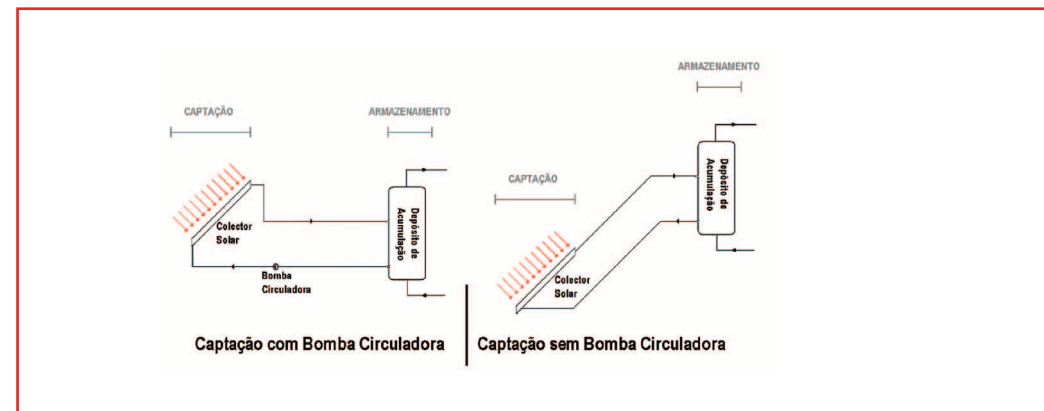 CAPTAÇÃO
ARMAZENAMENTO
Colector
Solar
Bomba
Circuladora
Depósito de
Acumulação
Captação com Bomba Circuladora
ARMAZENAMENTO
CAPTAÇÃO
Colector
Solar
Depósito de
Acumulação
Captação sem Bomba Circuladora